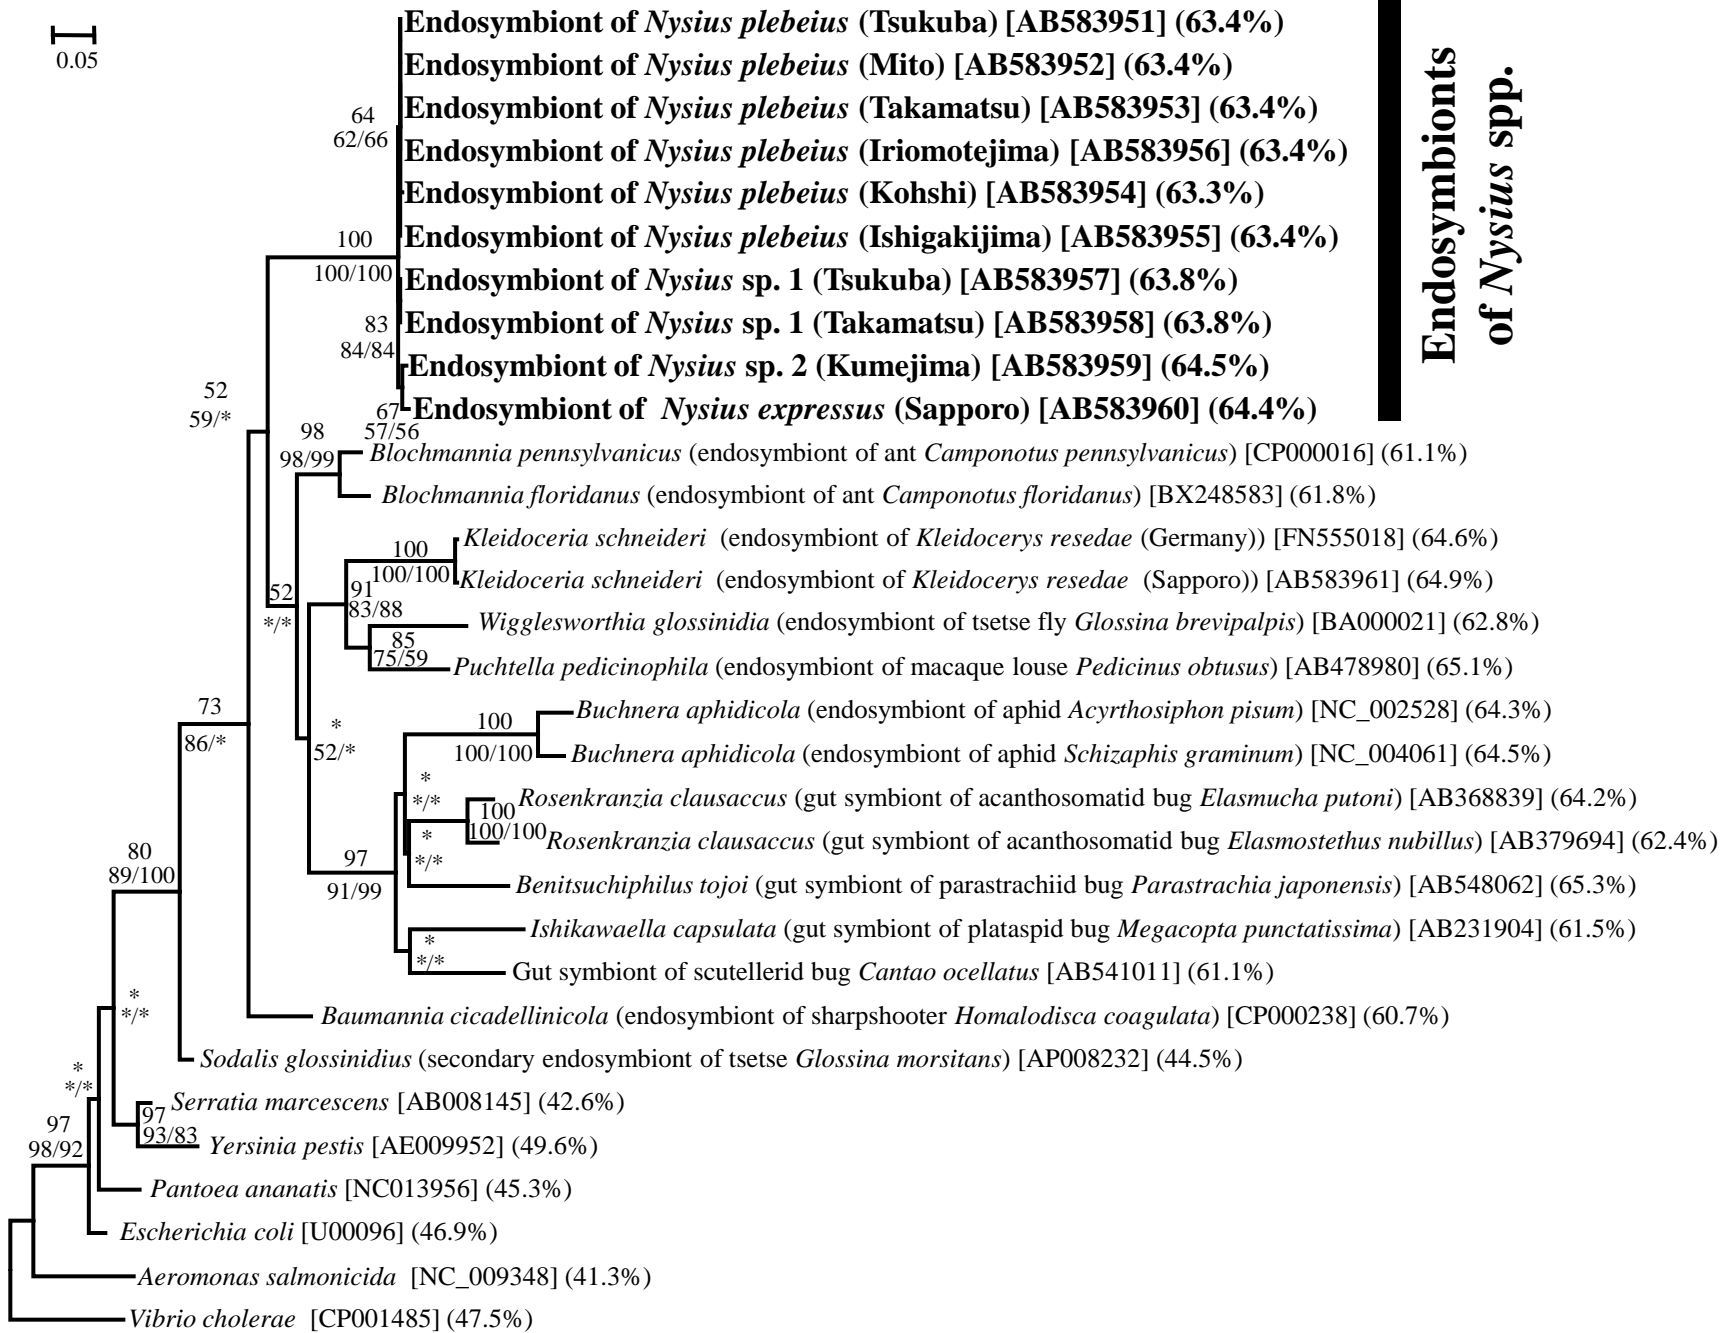 0.05
Endosymbiont of Nysius plebeius (Tsukuba) [AB583951] (63.4%)
Endosymbiont of Nysius plebeius (Mito) [AB583952] (63.4%)
Endosymbiont of Nysius plebeius (Takamatsu) [AB583953] (63.4%)
64
62/66
Endosymbiont of Nysius plebeius (Iriomotejima) [AB583956] (63.4%)
Endosymbiont of Nysius plebeius (Kohshi) [AB583954] (63.3%)
Endosymbiont of Nysius plebeius (Ishigakijima) [AB583955] (63.4%)
100
100/100
Endosymbiont of Nysius sp. 1 (Tsukuba) [AB583957] (63.8%)
Endosymbiont of Nysius sp. 1 (Takamatsu) [AB583958] (63.8%)
83
84/84
Endosymbiont of Nysius sp. 2 (Kumejima) [AB583959] (64.5%)
Endosymbiont of Nysius expressus (Sapporo) [AB583960] (64.4%)
67
57/56
Endosymbionts
of Nysius spp.
52
59/*
98
98/99
Blochmannia pennsylvanicus (endosymbiont of ant Camponotus pennsylvanicus) [CP000016] (61.1%)
Blochmannia floridanus (endosymbiont of ant Camponotus floridanus) [BX248583] (61.8%)
Kleidoceria schneideri (endosymbiont of Kleidocerys resedae (Germany)) [FN555018] (64.6%)
100
100/100
Kleidoceria schneideri (endosymbiont of Kleidocerys resedae (Sapporo)) [AB583961] (64.9%)
52
*/*
91
83/88
Wigglesworthia glossinidia (endosymbiont of tsetse fly Glossina brevipalpis) [BA000021] (62.8%)
85
75/59
Puchtella pedicinophila (endosymbiont of macaque louse Pedicinus obtusus) [AB478980] (65.1%)
73
86/*
*
52/*
Buchnera aphidicola (endosymbiont of aphid Acyrthosiphon pisum) [NC_002528] (64.3%)
100
100/100
Buchnera aphidicola (endosymbiont of aphid Schizaphis graminum) [NC_004061] (64.5%)
*
*/*
Rosenkranzia clausaccus (gut symbiont of acanthosomatid bug Elasmucha putoni) [AB368839] (64.2%)
100
100/100
Rosenkranzia clausaccus (gut symbiont of acanthosomatid bug Elasmostethus nubillus) [AB379694] (62.4%)
*
*/*
80
89/100
97
91/99
Benitsuchiphilus tojoi (gut symbiont of parastrachiid bug Parastrachia japonensis) [AB548062] (65.3%)
Ishikawaella capsulata (gut symbiont of plataspid bug Megacopta punctatissima) [AB231904] (61.5%)
*
*/*
Gut symbiont of scutellerid bug Cantao ocellatus [AB541011] (61.1%)
*
*/*
Baumannia cicadellinicola (endosymbiont of sharpshooter Homalodisca coagulata) [CP000238] (60.7%)
Sodalis glossinidius (secondary endosymbiont of tsetse Glossina morsitans) [AP008232] (44.5%)
*
*/*
Serratia marcescens [AB008145] (42.6%)
97
93/83
97
98/92
Yersinia pestis [AE009952] (49.6%)
Pantoea ananatis [NC013956] (45.3%)
Escherichia coli [U00096] (46.9%)
Aeromonas salmonicida [NC_009348] (41.3%)
Vibrio cholerae [CP001485] (47.5%)